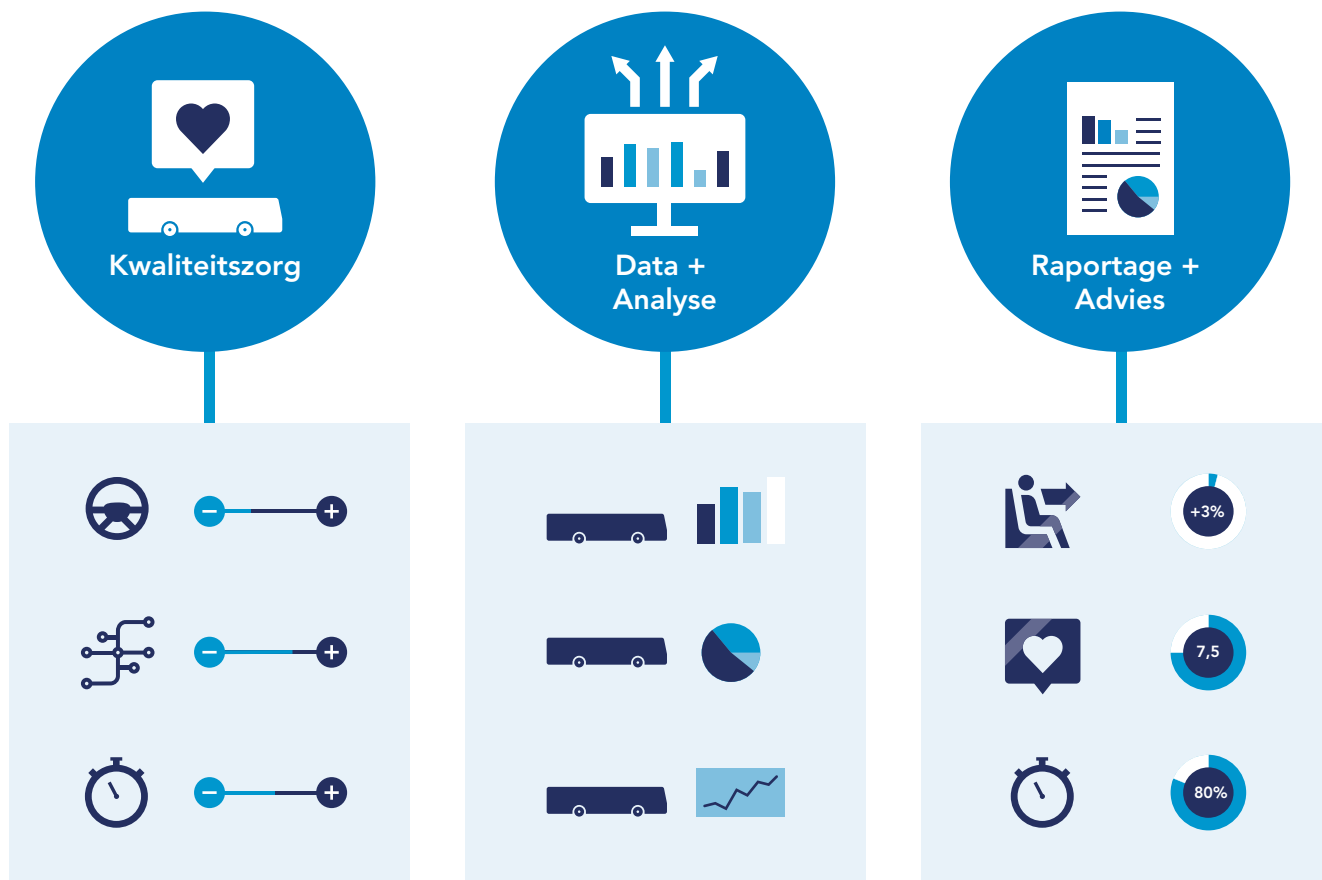 Kwaliteitszorg
Data +
Analyse
Raportage +
Advies
+3%
7,5
80%